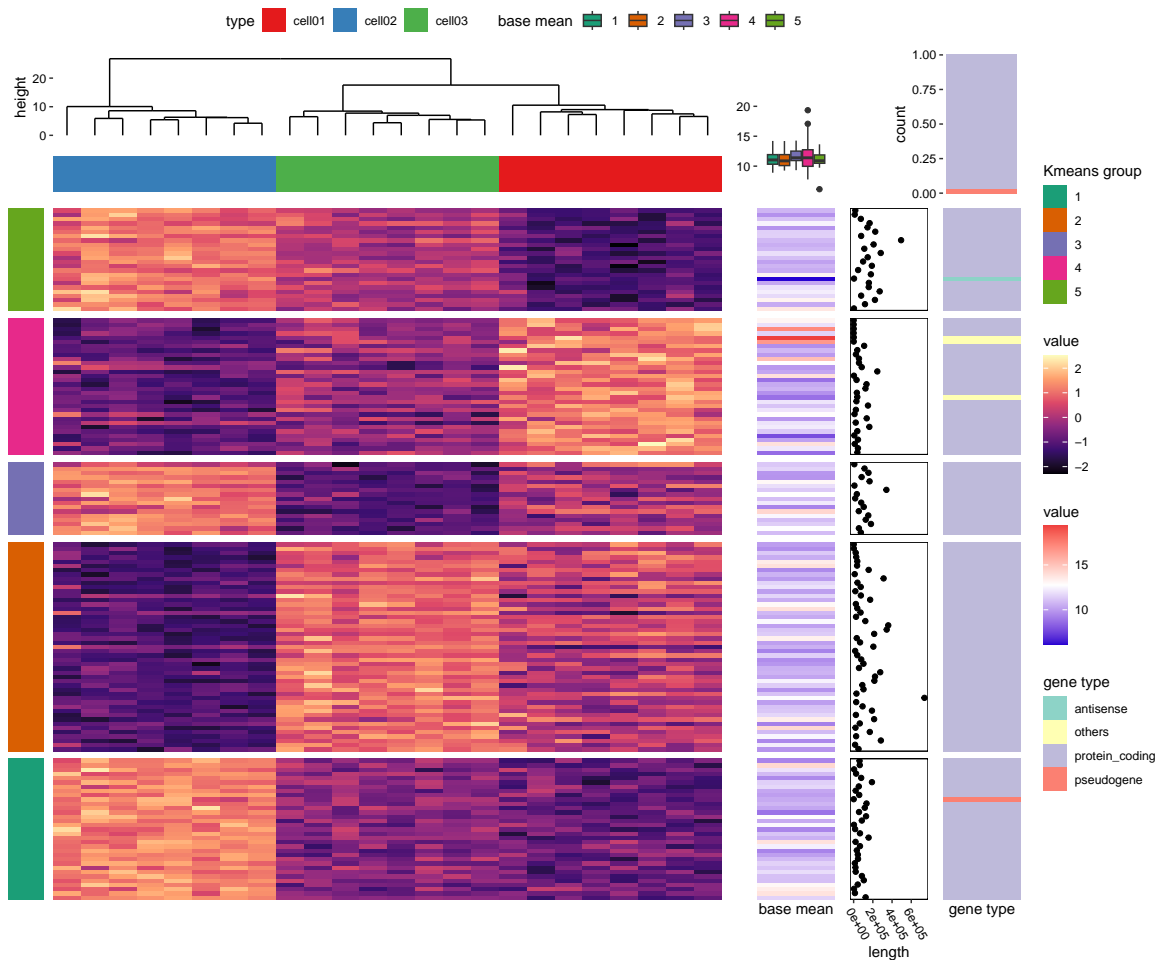 type cell01 cell02 cell03 base mean 1 2 3 4 5
height
20
10
0
20
15
10
count
1.00
0.75
0.50
0.25
0.00
Kmeans group
1
2
3
4
5
value
2
1
0
−1
−2
value
15
10
gene type
antisense
others
protein_coding
pseudogene
base mean
0e+00
2e+05
4e+05
6e+05
length
gene type